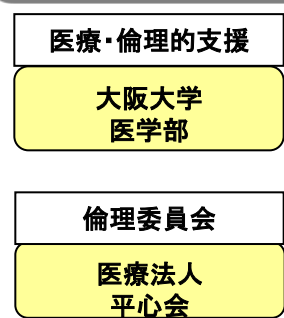 医療・倫理的支援
大阪大学
医学部
倫理委員会
医療法人
平心会